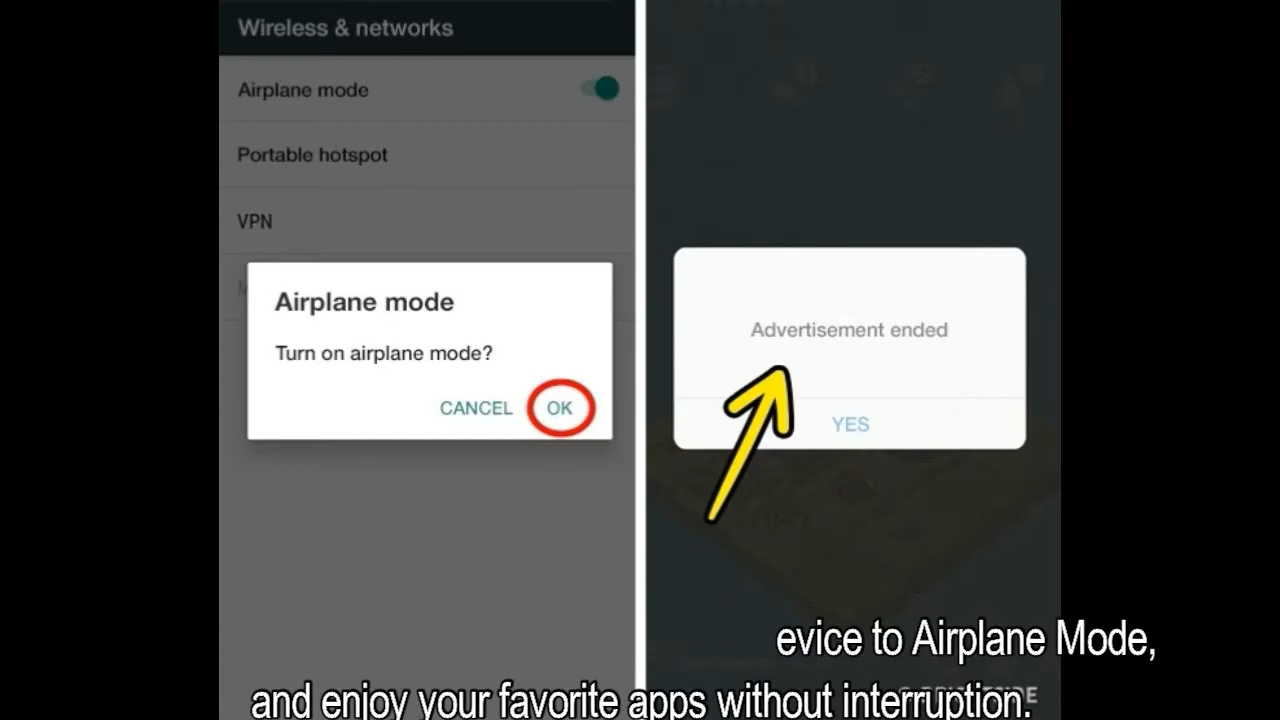 Wireless & networks
Airplane mode
Portable hotspot
VPN
Airplane mode
Turn on airplane mode?
CANCEL OK
Advertisement ended
YES
evice to Airplane Mode,
and enjoy your favorite apps without interruption.